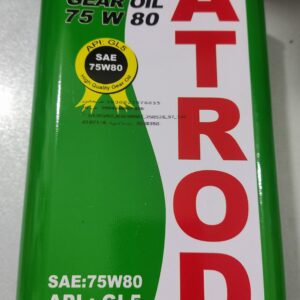 GEAR OIL
75 W 80
API: GL5
SAE
75W80
High Quality Gear Oil
ATROD
SAE:75W80
API : GL5